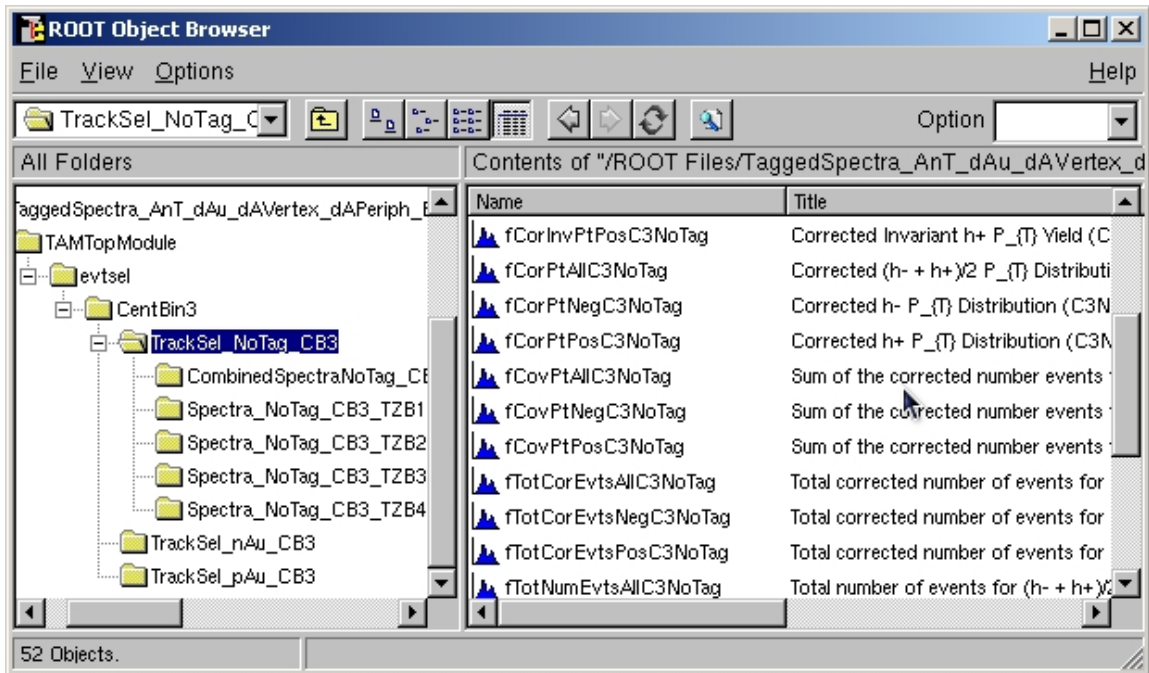 ROOT Object Browser
File View Options Help
TrackSel_NoTag_C Option
All Folders
Contents of "/ROOT Files/TaggedSpectra_AnT_dAu_dAVertex_d
TaggedSpectra_AnT_dAu_dAVertex_dAPeriph_E
TAMTopModule
evtsel
CentBin3
TrackSel_NoTag_CB3
CombinedSpectraNoTag_CB
Spectra_NoTag_CB3_TZB1
Spectra_NoTag_CB3_TZB2
Spectra_NoTag_CB3_TZB3
Spectra_NoTag_CB3_TZB4
TrackSel_nAu_CB3
TrackSel_pAu_CB3
Name Title
fCorInvPtPosC3NoTag Corrected Invariant h+ P_{T} Yield (C
fCorPtAllC3NoTag Corrected (h- + h+)/2 P_{T} Distributi
fCorPtNegC3NoTag Corrected h- P_{T} Distribution (C3N
fCorPtPosC3NoTag Corrected h+ P_{T} Distribution (C3N
fCovPtAllC3NoTag Sum of the corrected number events
fCovPtNegC3NoTag Sum of the corrected number events
fCovPtPosC3NoTag Sum of the corrected number events
fTotCorEvtsAllC3NoTag Total corrected number of events for
fTotCorEvtsNegC3NoTag Total corrected number of events for
fTotCorEvtsPosC3NoTag Total corrected number of events for
fTotNumEvtsAllC3NoTag Total number of events for (h- + h+)/2
52 Objects.